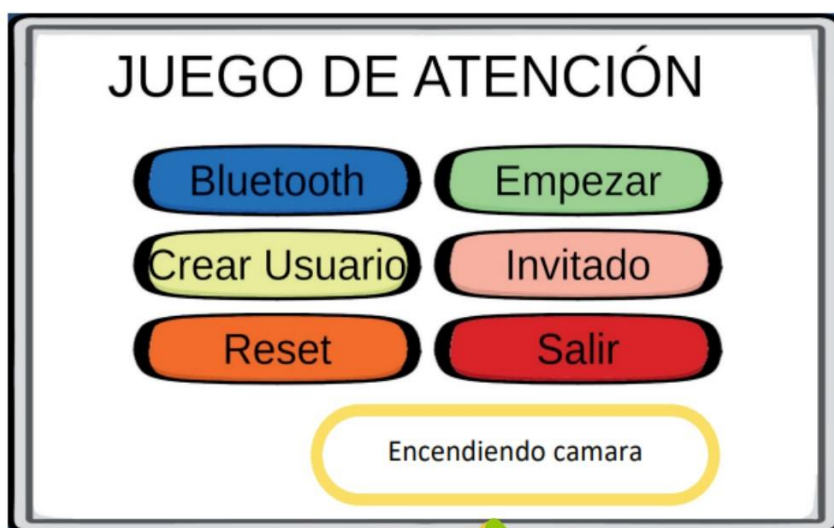 JUEGO DE ATENCIÓN
Bluetooth
Empezar
Crear Usuario
Invitado
Reset
Salir
Encendiendo camara